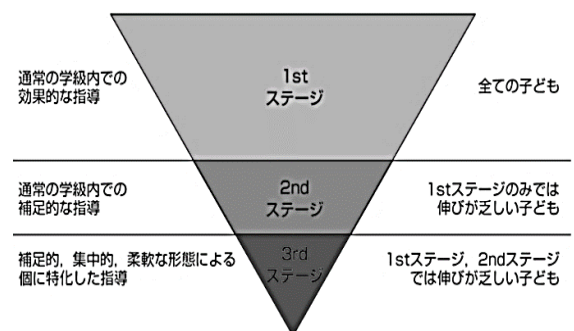 通常の学級内での
効果的な指導
1st
ステージ
全ての子ども
通常の学級内での
補足的な指導
2nd
ステージ
1stステージのみでは
伸びが乏しい子ども
補足的，集中的，柔軟な形態による
個に特化した指導
3rd
ステージ
1stステージ，2ndステージ
では伸びが乏しい子ども